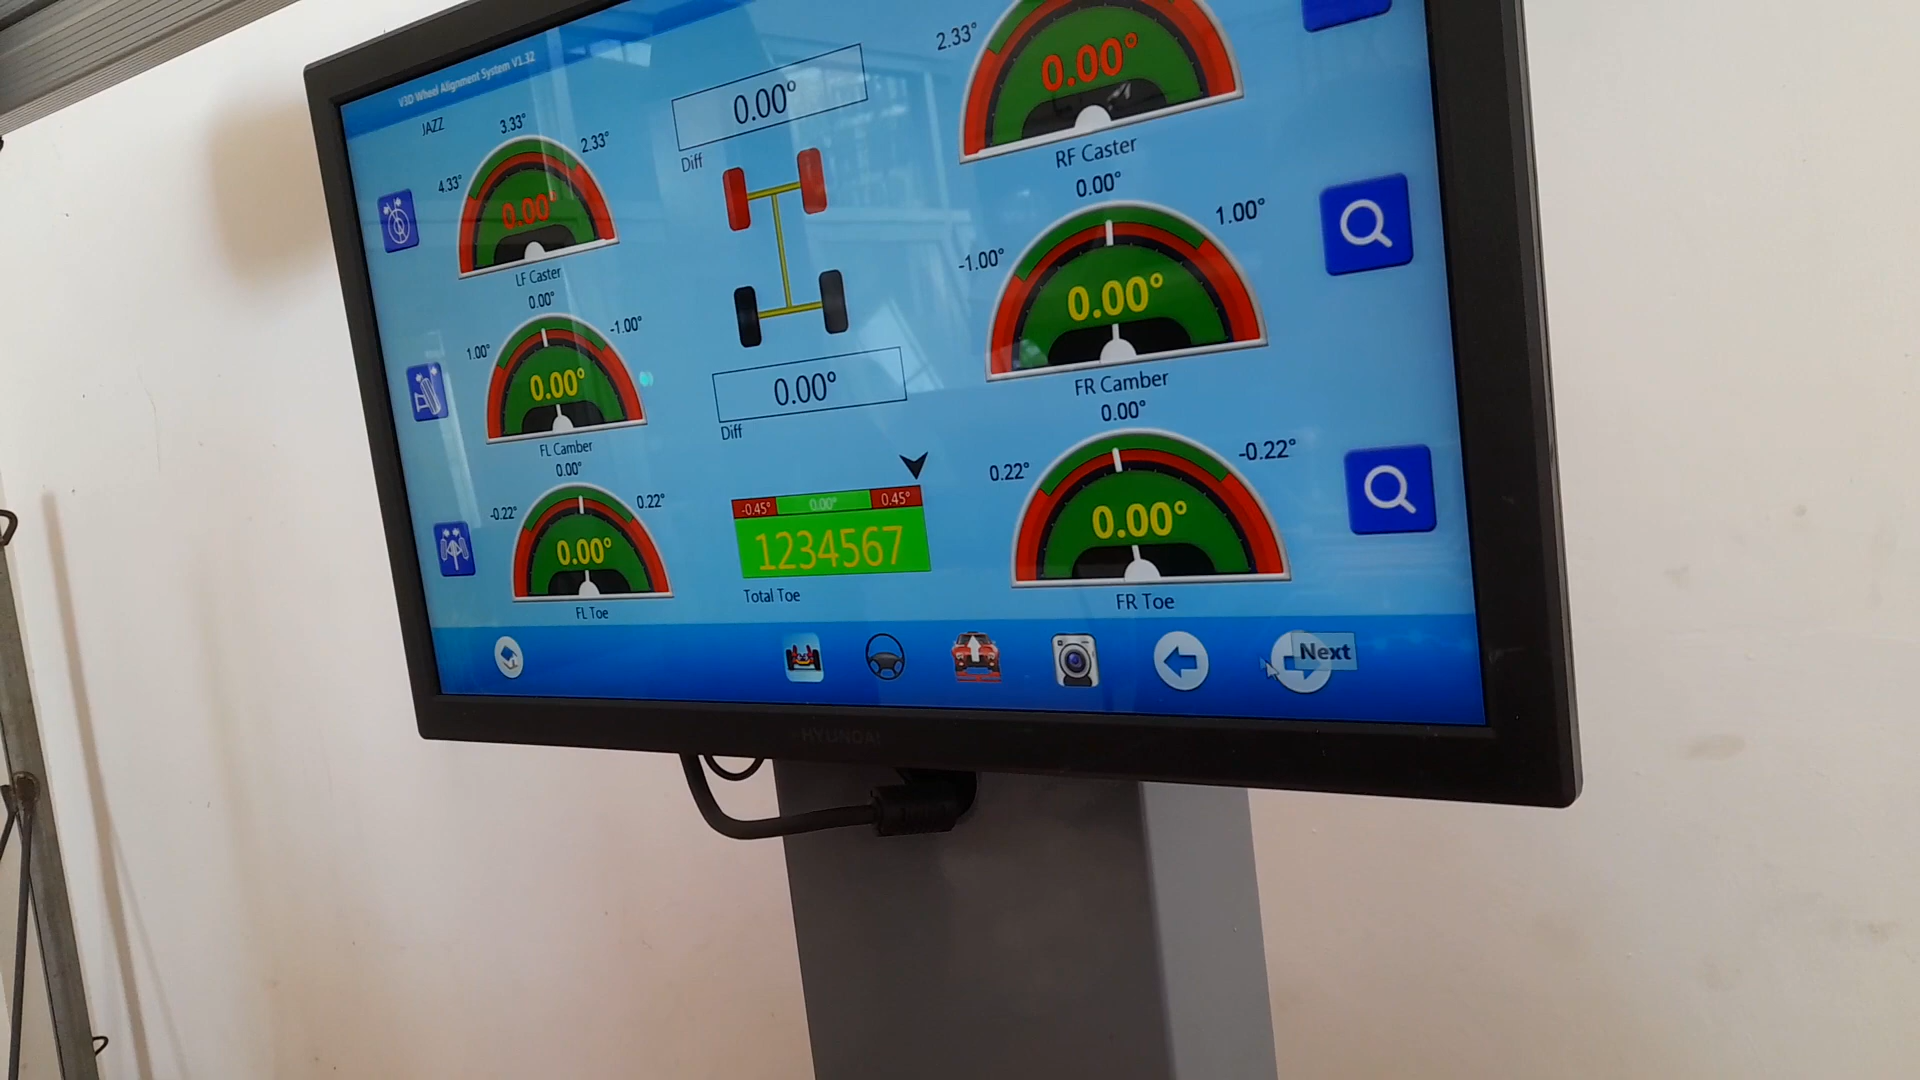 V3D Wheel Alignment System V1.32
JAZZ
3.33°
2.33°
4.33°
0.00°
LF Caster
0.00°
Diff
2.33°
0.00°
RF Caster
0.00°
1.00°
-1.00°
0.00°
FL Camber
0.00°
Diff
0.00°
-1.00°
1.00°
0.00°
FR Camber
0.00°
-0.22°
0.22°
0.00°
FL Toe
-0.45° 0.00° 0.45°
1234567
Total Toe
0.00°
0.22°
-0.22°
0.00°
FR Toe
Next
HYUNDAI